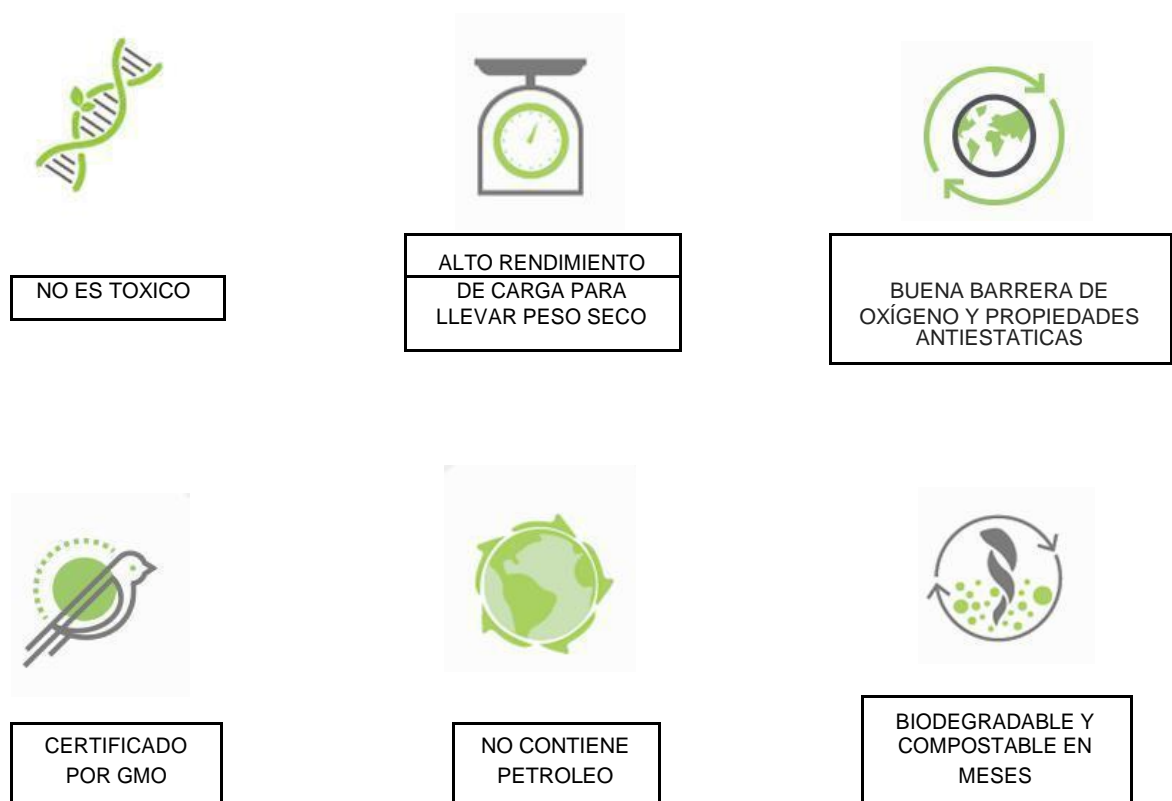 NO ES TOXICO
ALTO RENDIMIENTO
DE CARGA PARA
LLEVAR PESO SECO
BUENA BARRERA DE
OXÍGENO Y PROPIEDADES
ANTIESTATICAS
CERTIFICADO
POR GMO
NO CONTIENE
PETROLEO
BIODEGRADABLE Y
COMPOSTABLE EN
MESES